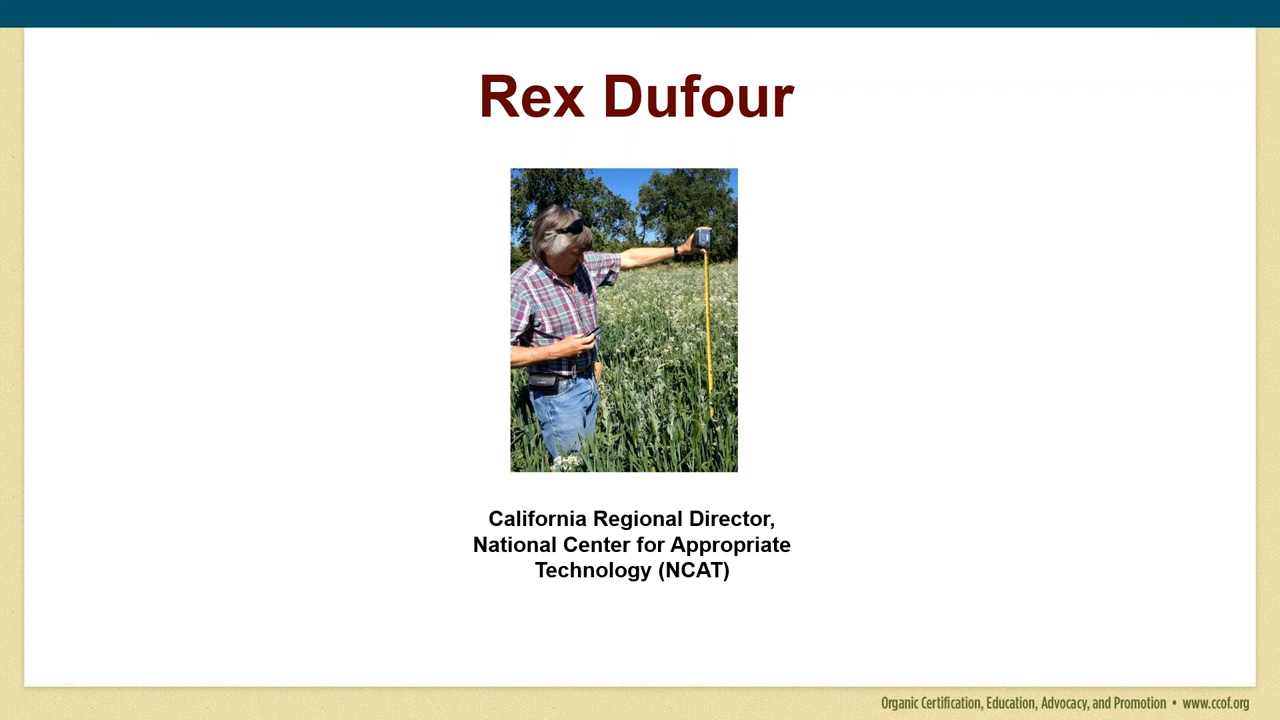 Rex Dufour
California Regional Director,
National Center for Appropriate
Technology (NCAT)
Organic Certification, Education, Advocacy, and Promotion • www.ccof.org